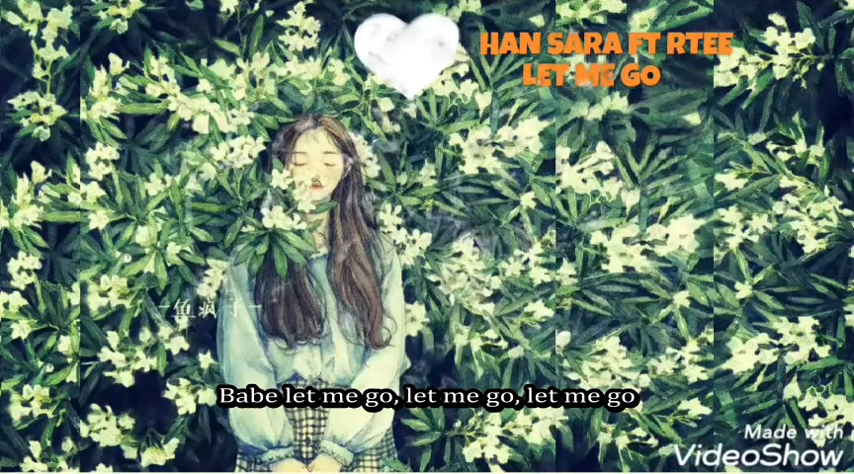 HAN SARA FT RTEE
LET ME GO
Babe let me go, let me go, let me go
Made with
VideoShow